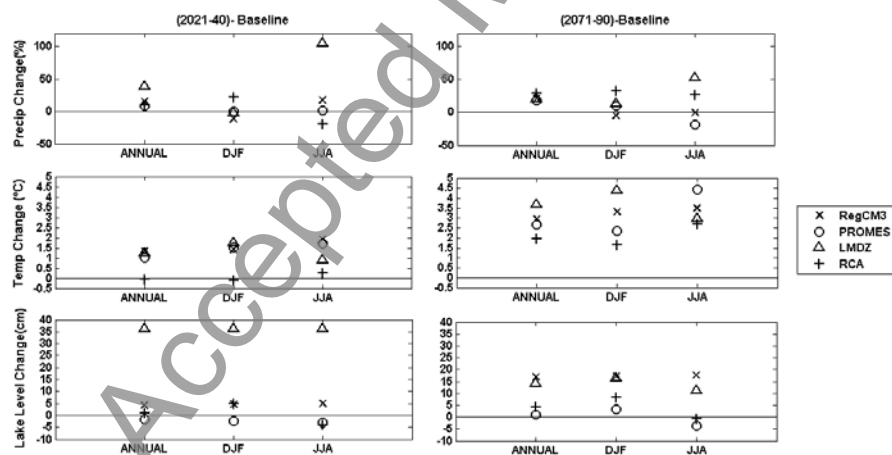 (2021-40)- Baseline
(2071-90)-Baseline
Precip Change(%)
100
50
0
-50
ANNUAL
DJF
JJA
100
50
0
-50
ANNUAL
DJF
JJA
Temp Change (°C)
5
4.5
4
3.5
3
2.5
2
1.5
1
0.5
0
-0.5
ANNUAL
DJF
JJA
5
4.5
4
3.5
3
2.5
2
1.5
1
0.5
0
-0.5
ANNUAL
DJF
JJA
RegCM3
PROMES
LMDZ
RCA
Lake Level Change(cm)
40
35
30
25
20
15
10
5
0
-5
-10
ANNUAL
DJF
JJA
40
35
30
25
20
15
10
5
0
-5
-10
ANNUAL
DJF
JJA
Accepted